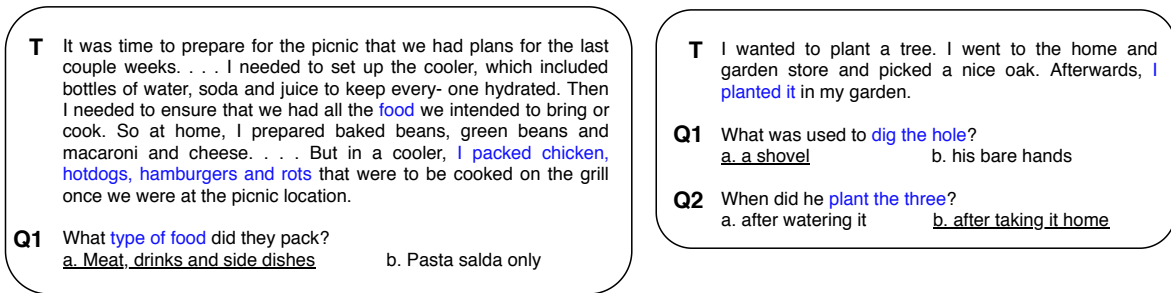 T It was time to prepare for the picnic that we had plans for the last
couple weeks. . . . I needed to set up the cooler, which included
bottles of water, soda and juice to keep every- one hydrated. Then
I needed to ensure that we had all the food we intended to bring or
cook. So at home, I prepared baked beans, green beans and
macaroni and cheese. . . . But in a cooler, I packed chicken,
hotdogs, hamburgers and rots that were to be cooked on the grill
once we were at the picnic location.
Q1 What type of food did they pack?
a. Meat, drinks and side dishes b. Pasta salda only
T I wanted to plant a tree. I went to the home and
garden store and picked a nice oak. Afterwards, I
planted it in my garden.
Q1 What was used to dig the hole?
a. a shovel b. his bare hands
Q2 When did he plant the three?
a. after watering it b. after taking it home